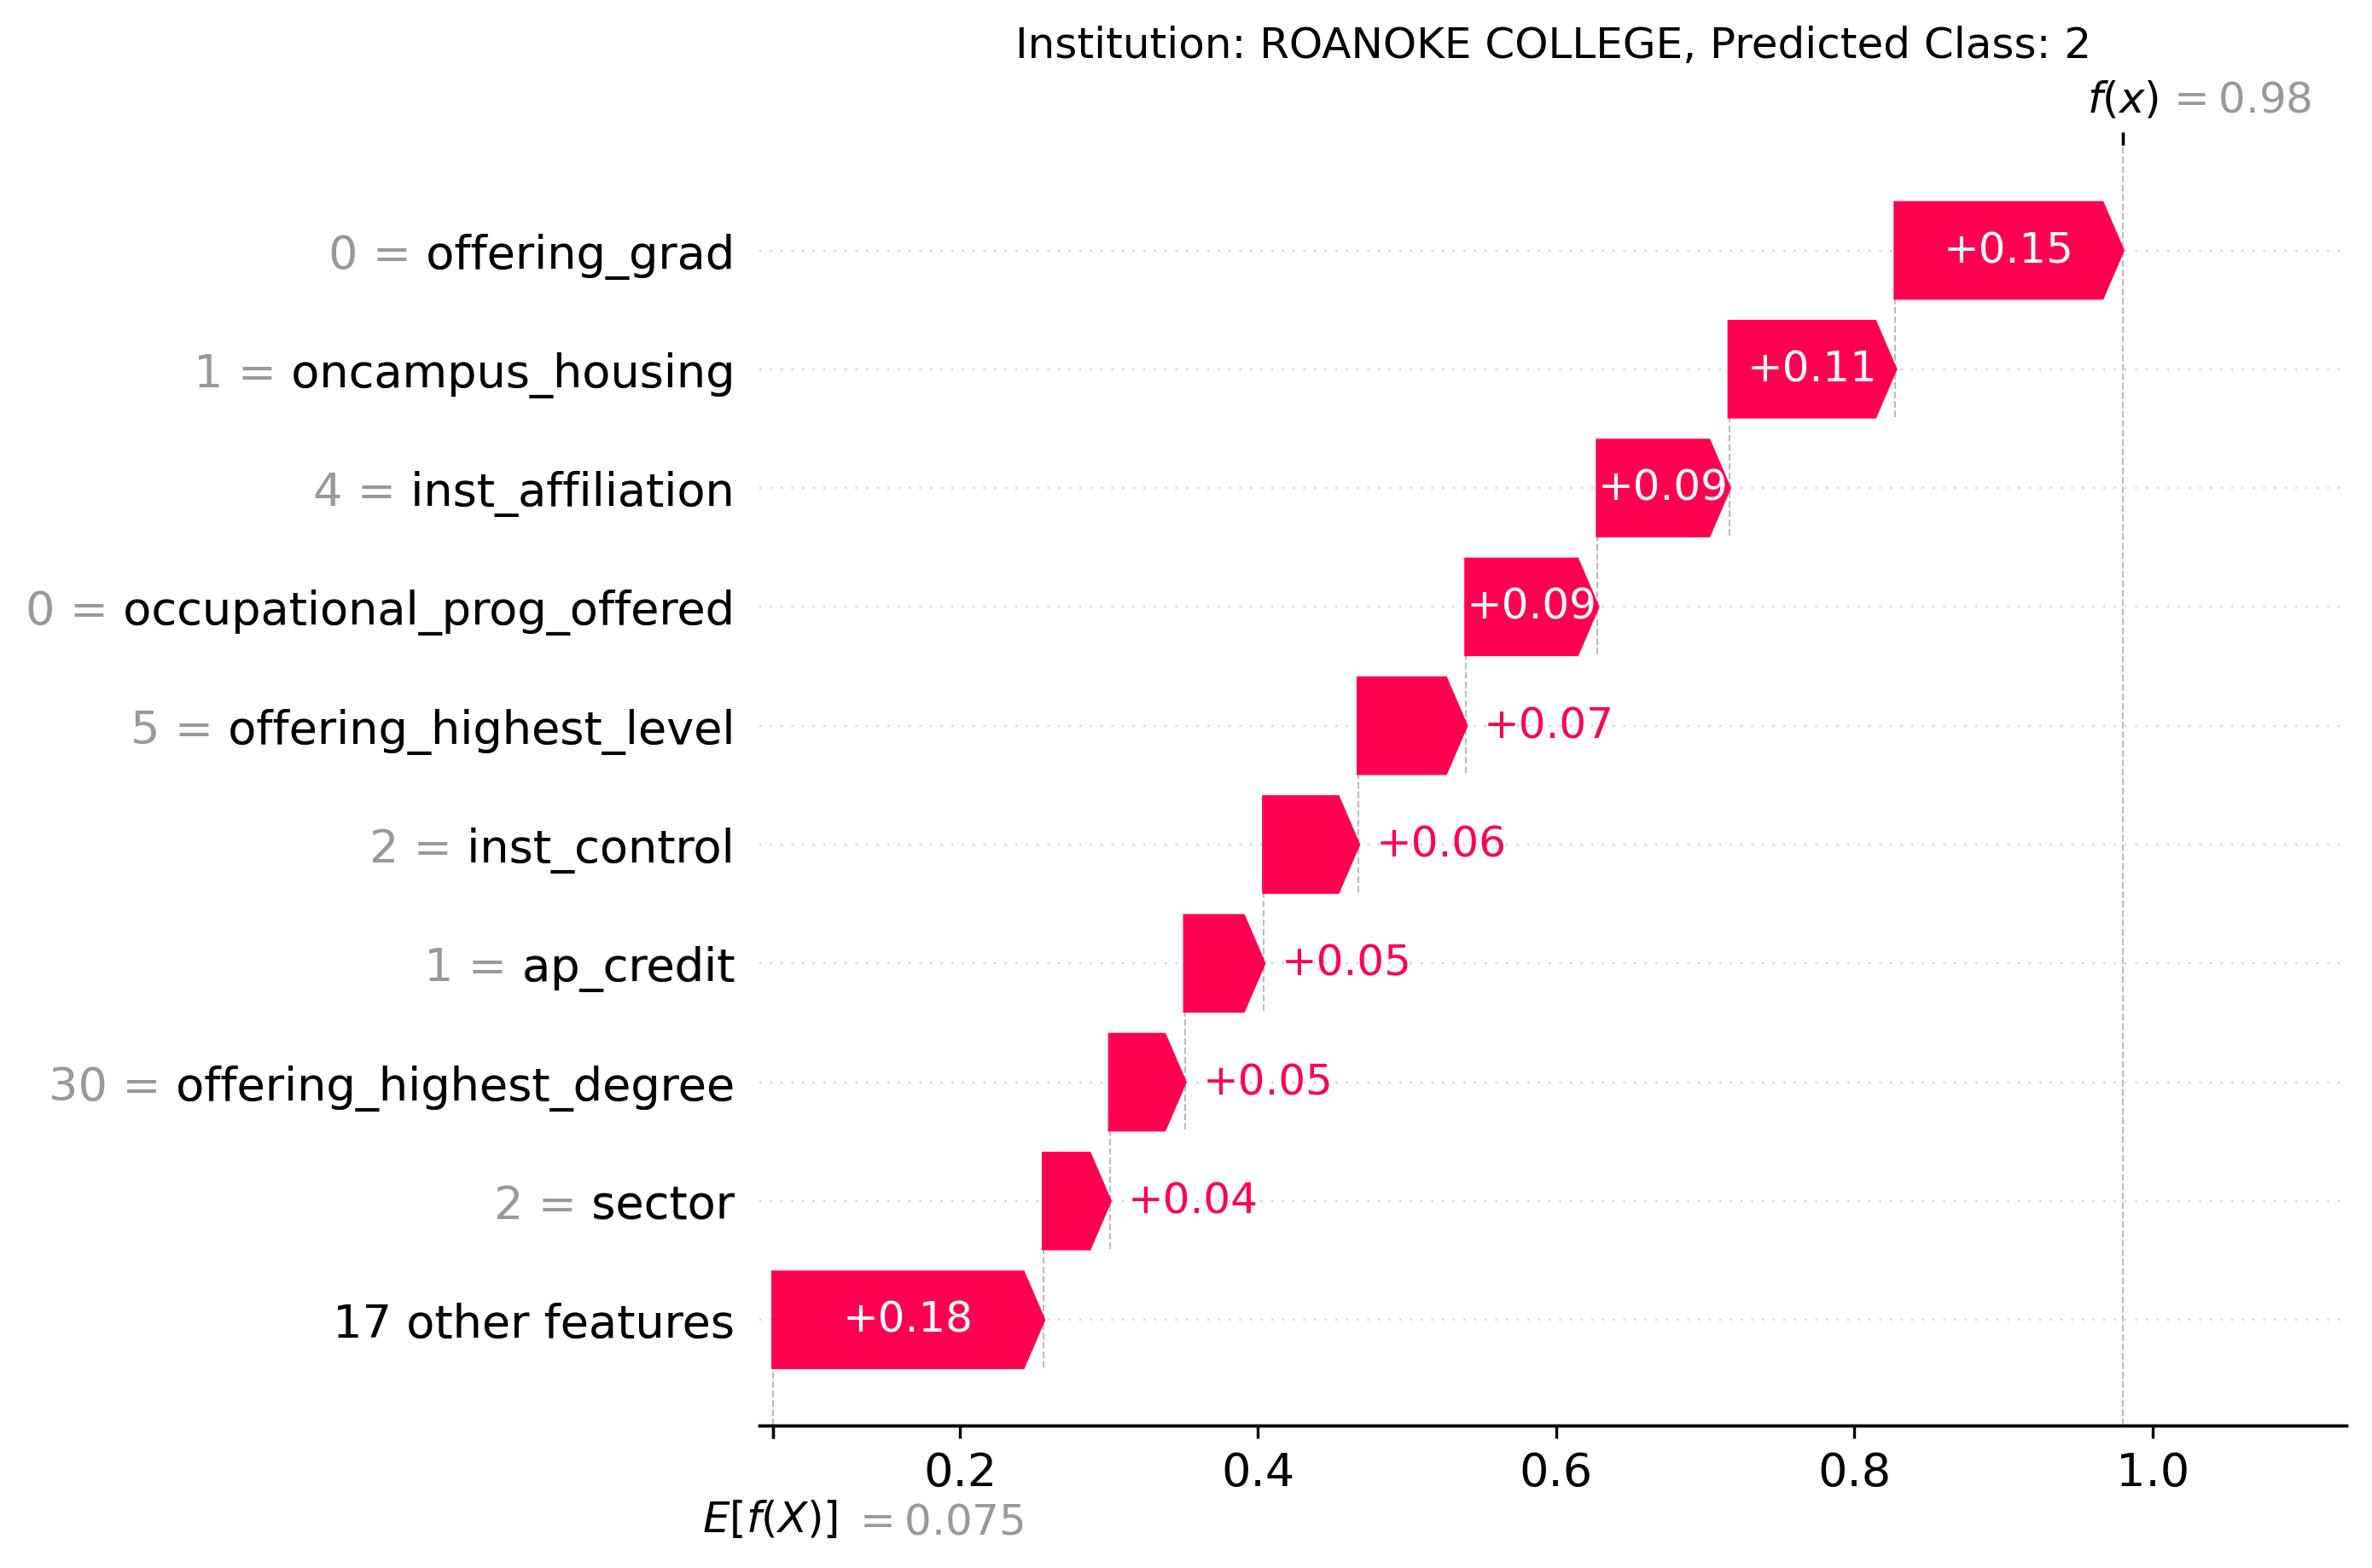 Institution: ROANOKE COLLEGE, Predicted Class: 2
f(x) = 0.98
0 = offering_grad +0.15
1 = oncampus_housing +0.11
4 = inst_affiliation +0.09
0 = occupational_prog_offered +0.09
5 = offering_highest_level +0.07
2 = inst_control +0.06
1 = ap_credit +0.05
30 = offering_highest_degree +0.05
2 = sector +0.04
17 other features +0.18
0.2 0.4 0.6 0.8 1.0
E[f(X)] = 0.075